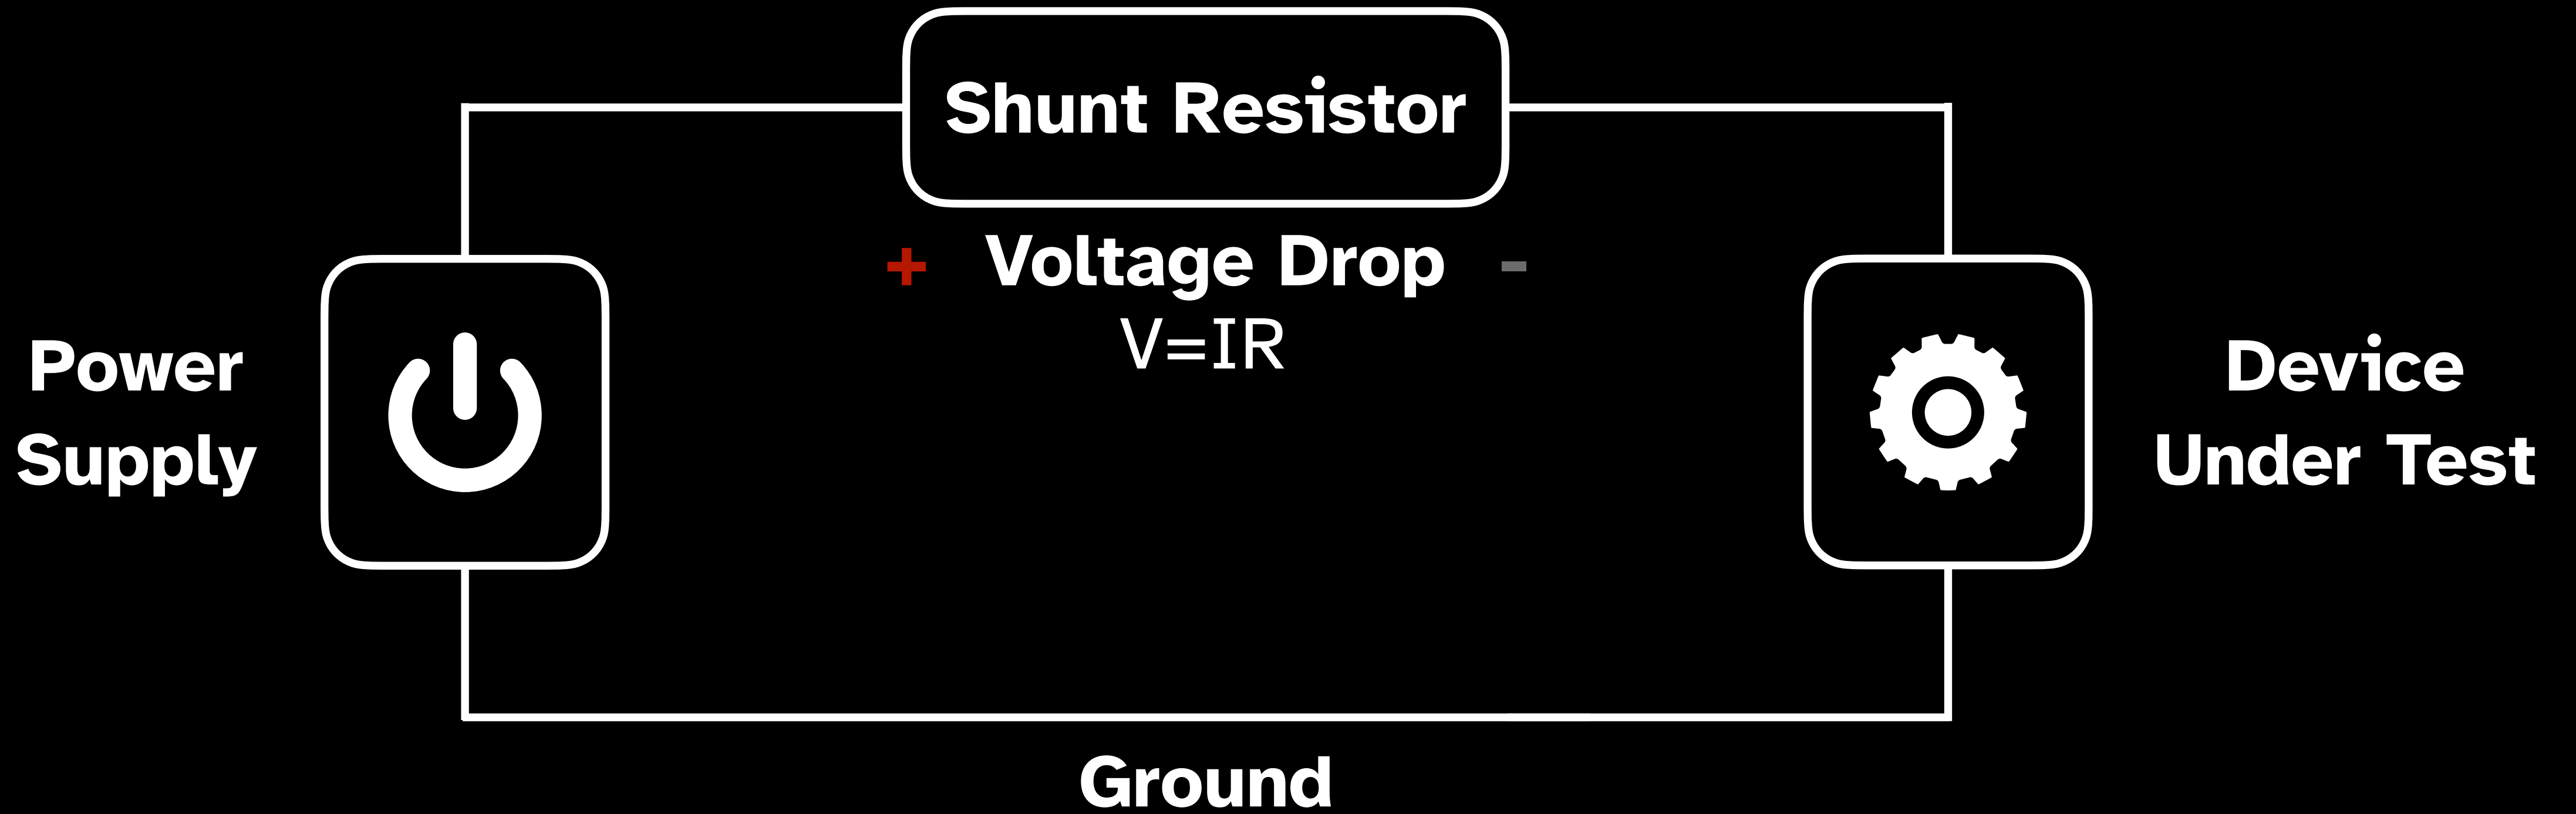 Shunt Resistor
+ Voltage Drop -
V=IR
Power
Supply
Device
Under Test
Ground